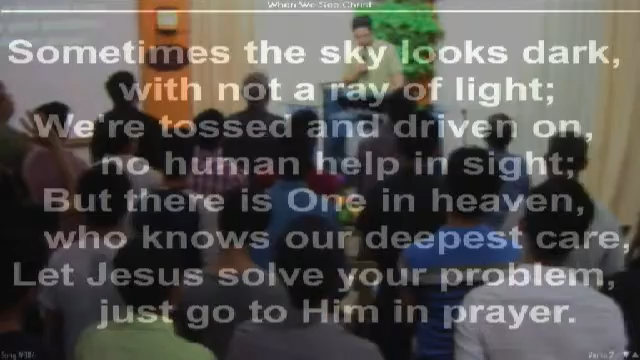 When We See Christ
Sometimes the sky looks dark,
with not a ray of light;
We're tossed and driven on,
no human help in sight;
But there is One in heaven,
who knows our deepest care,
Let Jesus solve your problem,
just go to Him in prayer.